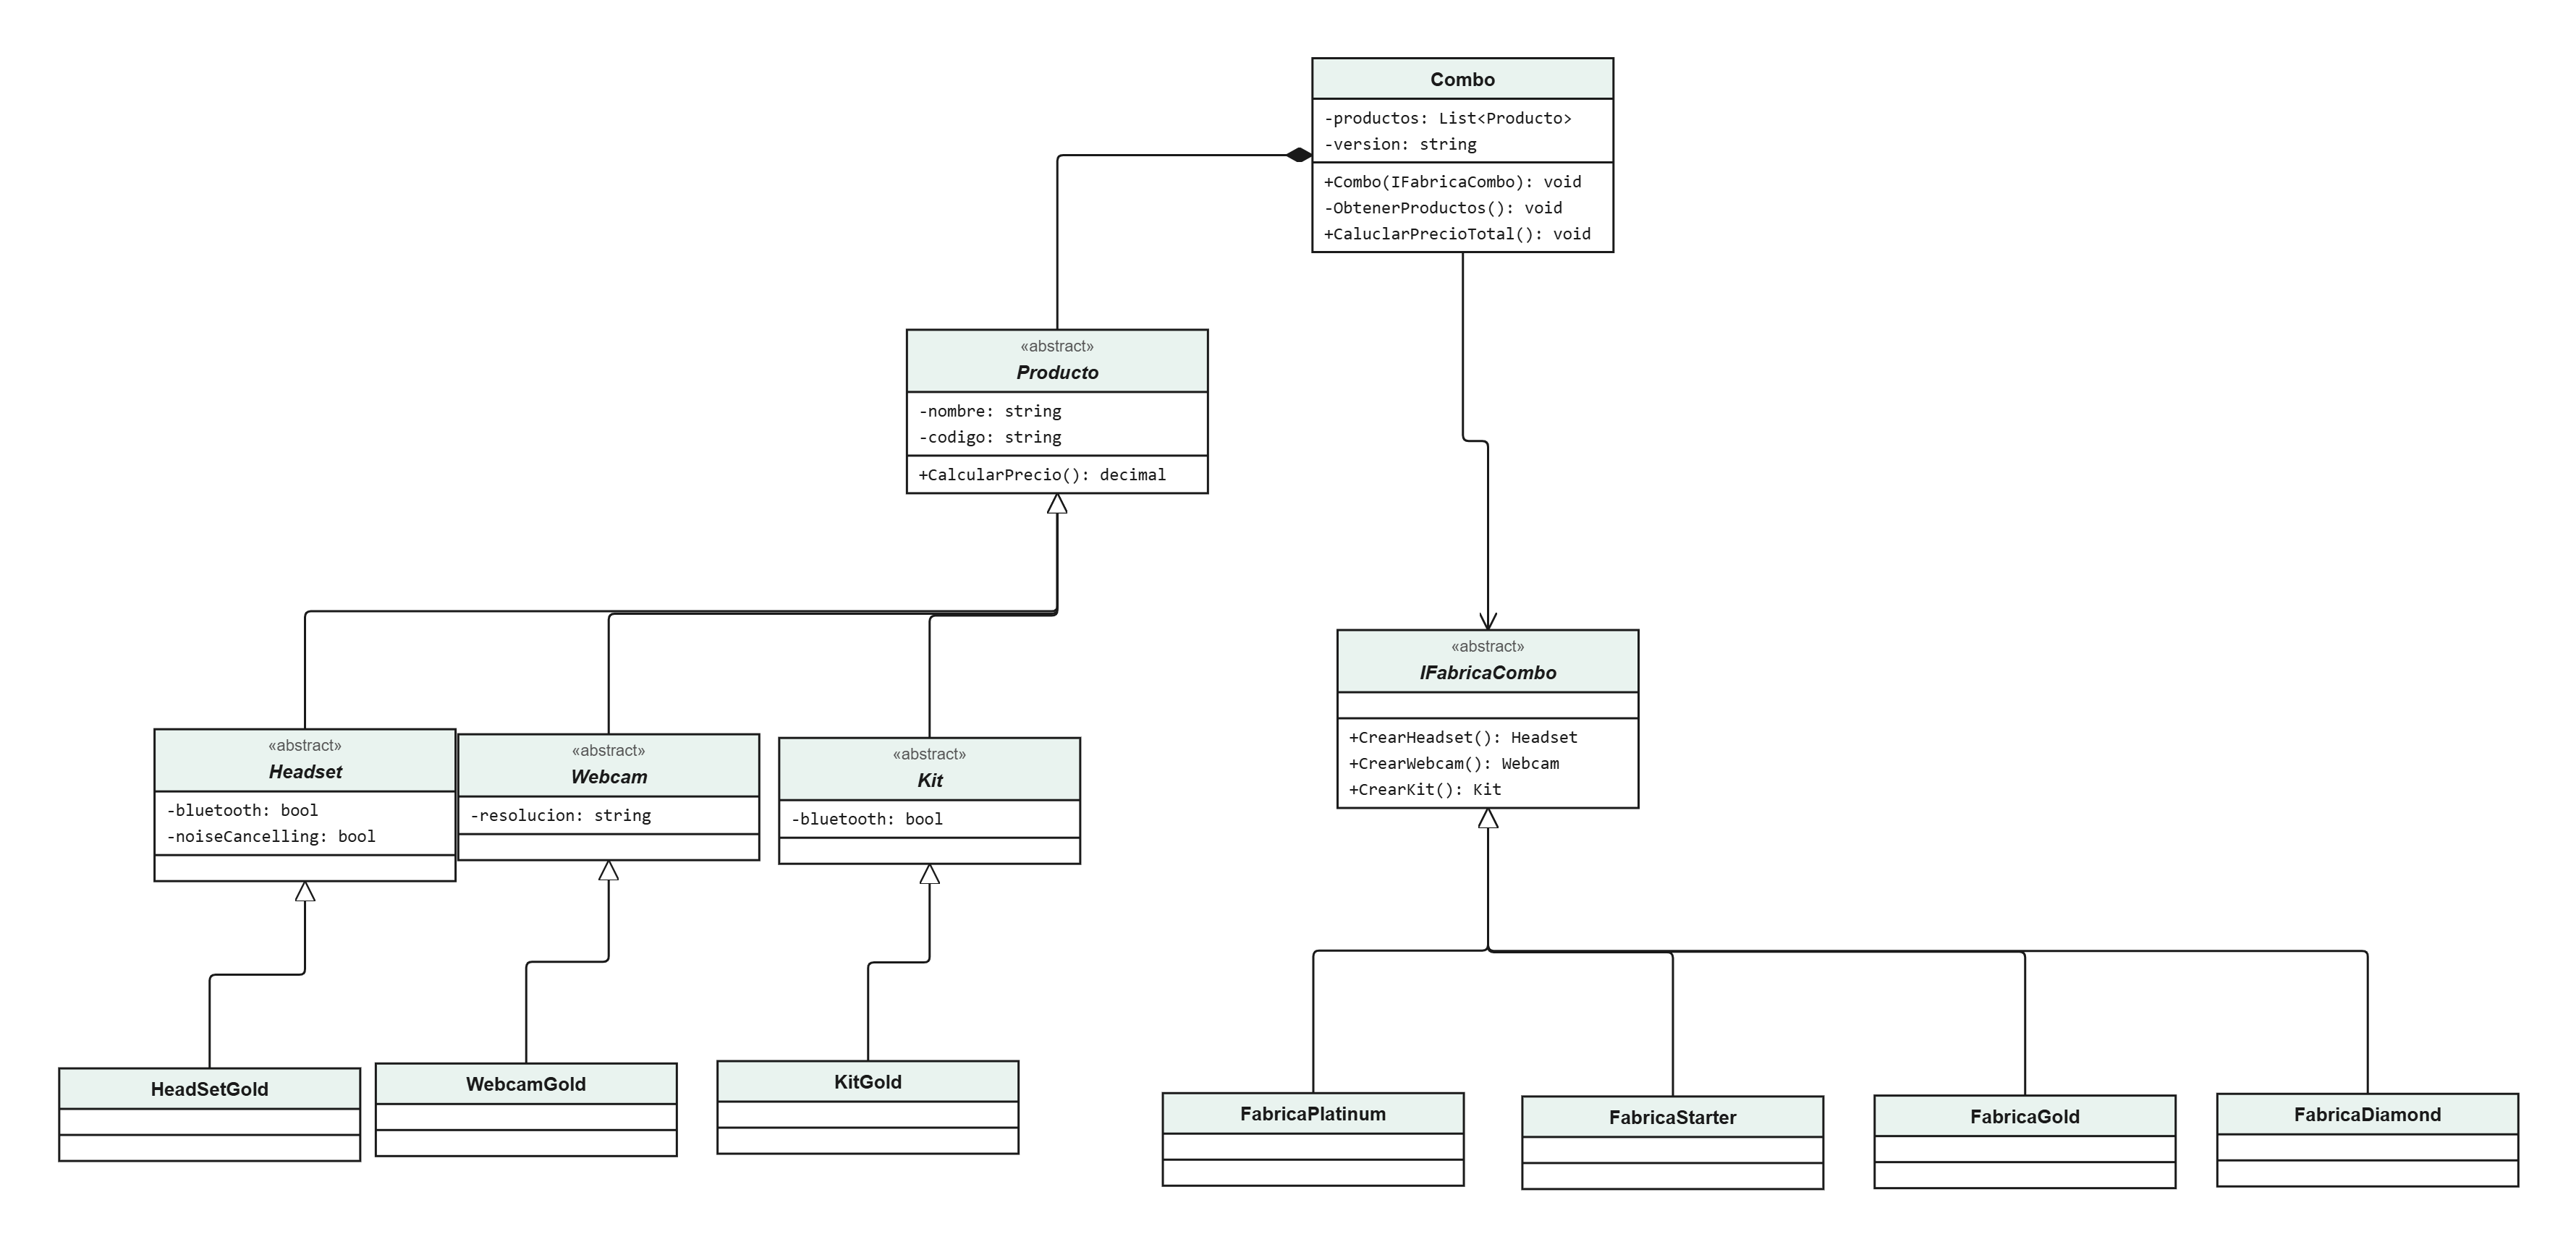 Combo
-productos: List<Producto>
-version: string
+Combo(IFabricaCombo): void
-ObtenerProductos(): void
+CaluclarPrecioTotal(): void
«abstract»
Producto
-nombre: string
-codigo: string
+CalcularPrecio(): decimal
«abstract»
IFabricaCombo
+CrearHeadset(): Headset
+CrearWebcam(): Webcam
+CrearKit(): Kit
«abstract»
Headset
-bluetooth: bool
-noiseCancelling: bool
«abstract»
Webcam
-resolucion: string
«abstract»
Kit
-bluetooth: bool
HeadSetGold
WebcamGold
KitGold
FabricaPlatinum
FabricaStarter
FabricaGold
FabricaDiamond